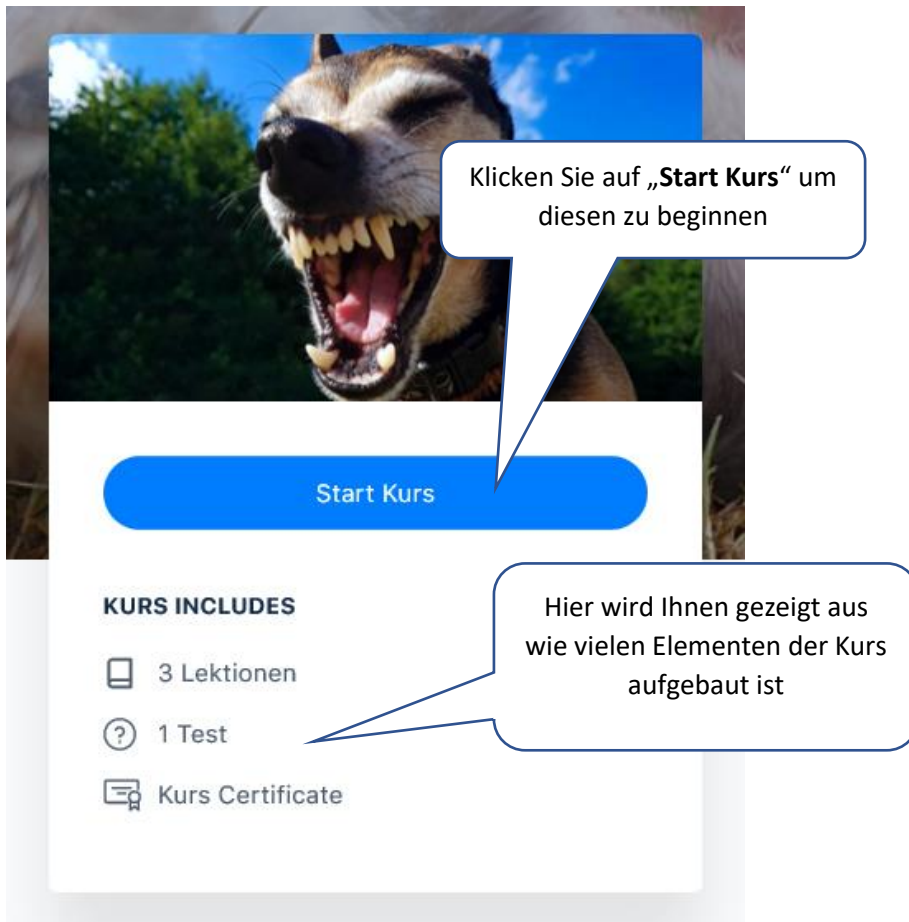 Klicken Sie auf „Start Kurs“ um
diesen zu beginnen
Start Kurs
KURS INCLUDES
Hier wird Ihnen gezeigt aus
wie vielen Elementen der Kurs
aufgebaut ist
3 Lektionen
1 Test
Kurs Certificate